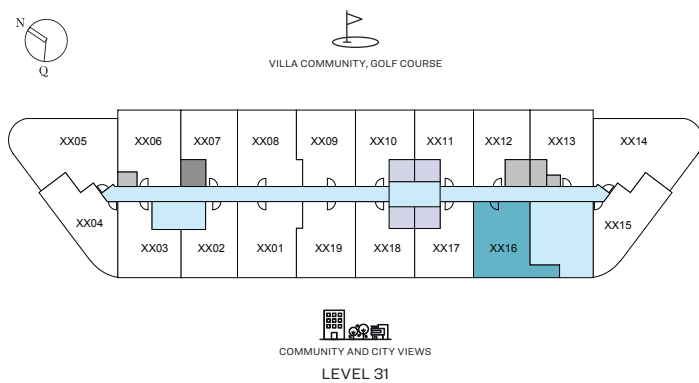 N
Q
VILLA COMMUNITY, GOLF COURSE
XX05 XX06 XX07 XX08 XX09 XX10 XX11 XX12 XX13 XX14
XX04 XX03 XX02 XX01 XX19 XX18 XX17 XX16 XX15
COMMUNITY AND CITY VIEWS
LEVEL 31